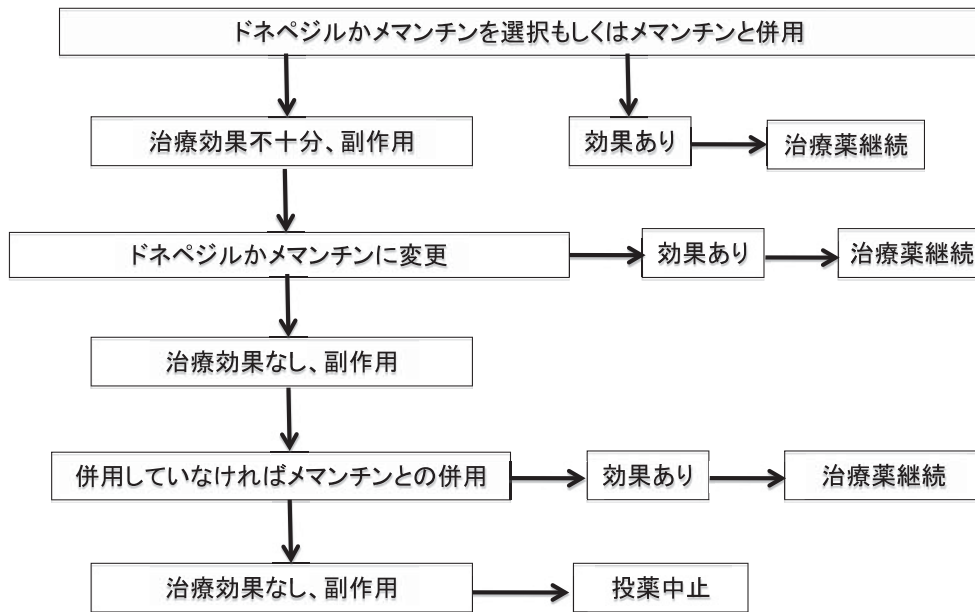 ドネペジルかメマンチンを選択もしくはメマンチンと併用
治療効果不十分、副作用
効果あり
治療薬継続
ドネペジルかメマンチンに変更
効果あり
治療薬継続
治療効果なし、副作用
併用していなければメマンチンとの併用
効果あり
治療薬継続
治療効果なし、副作用
投薬中止